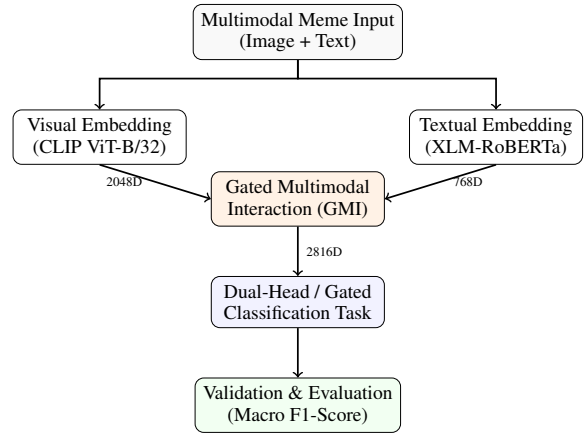 Multimodal Meme Input
(Image + Text)
Visual Embedding
(CLIP ViT-B/32)
Textual Embedding
(XLM-RoBERTa)
2048D
768D
Gated Multimodal
Interaction (GMI)
2816D
Dual-Head / Gated
Classification Task
Validation & Evaluation
(Macro F1-Score)